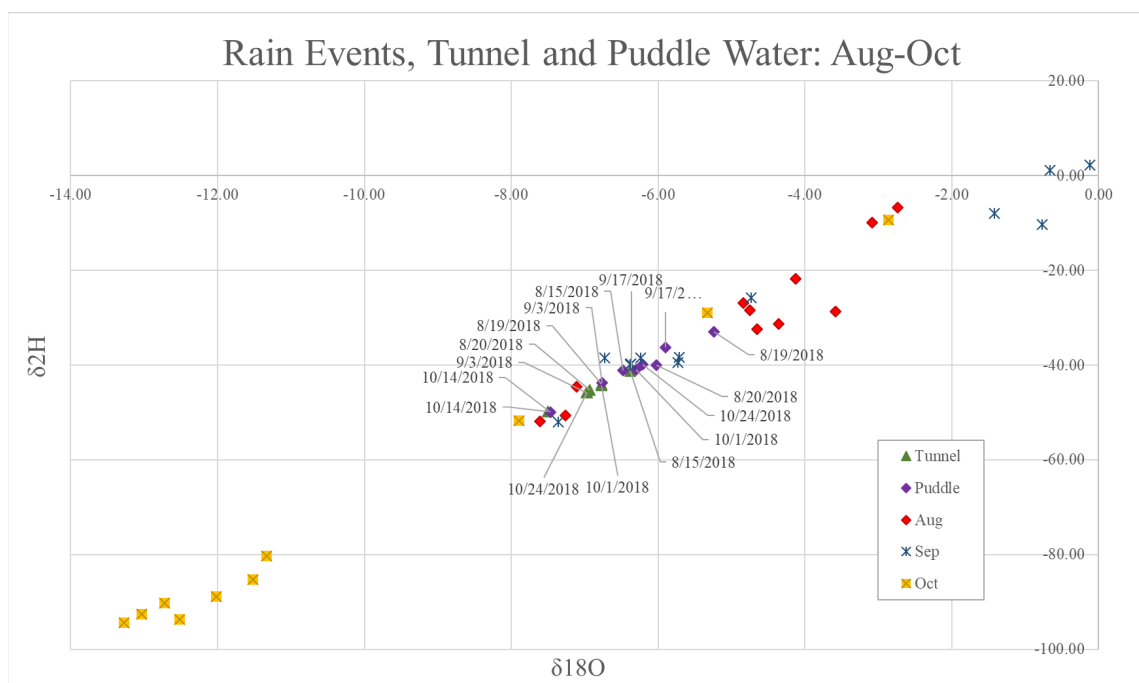 Rain Events, Tunnel and Puddle Water: Aug-Oct
20.00
0.00
-14.00 -12.00 -10.00 -8.00 -6.00 -4.00 -2.00 0.00
-20.00
9/17/2018
8/15/2018 9/17/2...
9/3/2018
8/19/2018
8/20/2018
8/19/2018
9/3/2018
-40.00
10/14/2018
8/20/2018
10/14/2018
10/24/2018
10/1/2018
-60.00
8/15/2018
10/24/2018 10/1/2018
Tunnel
Puddle
Aug
Sep
Oct
-80.00
-100.00
δ2H
δ18O